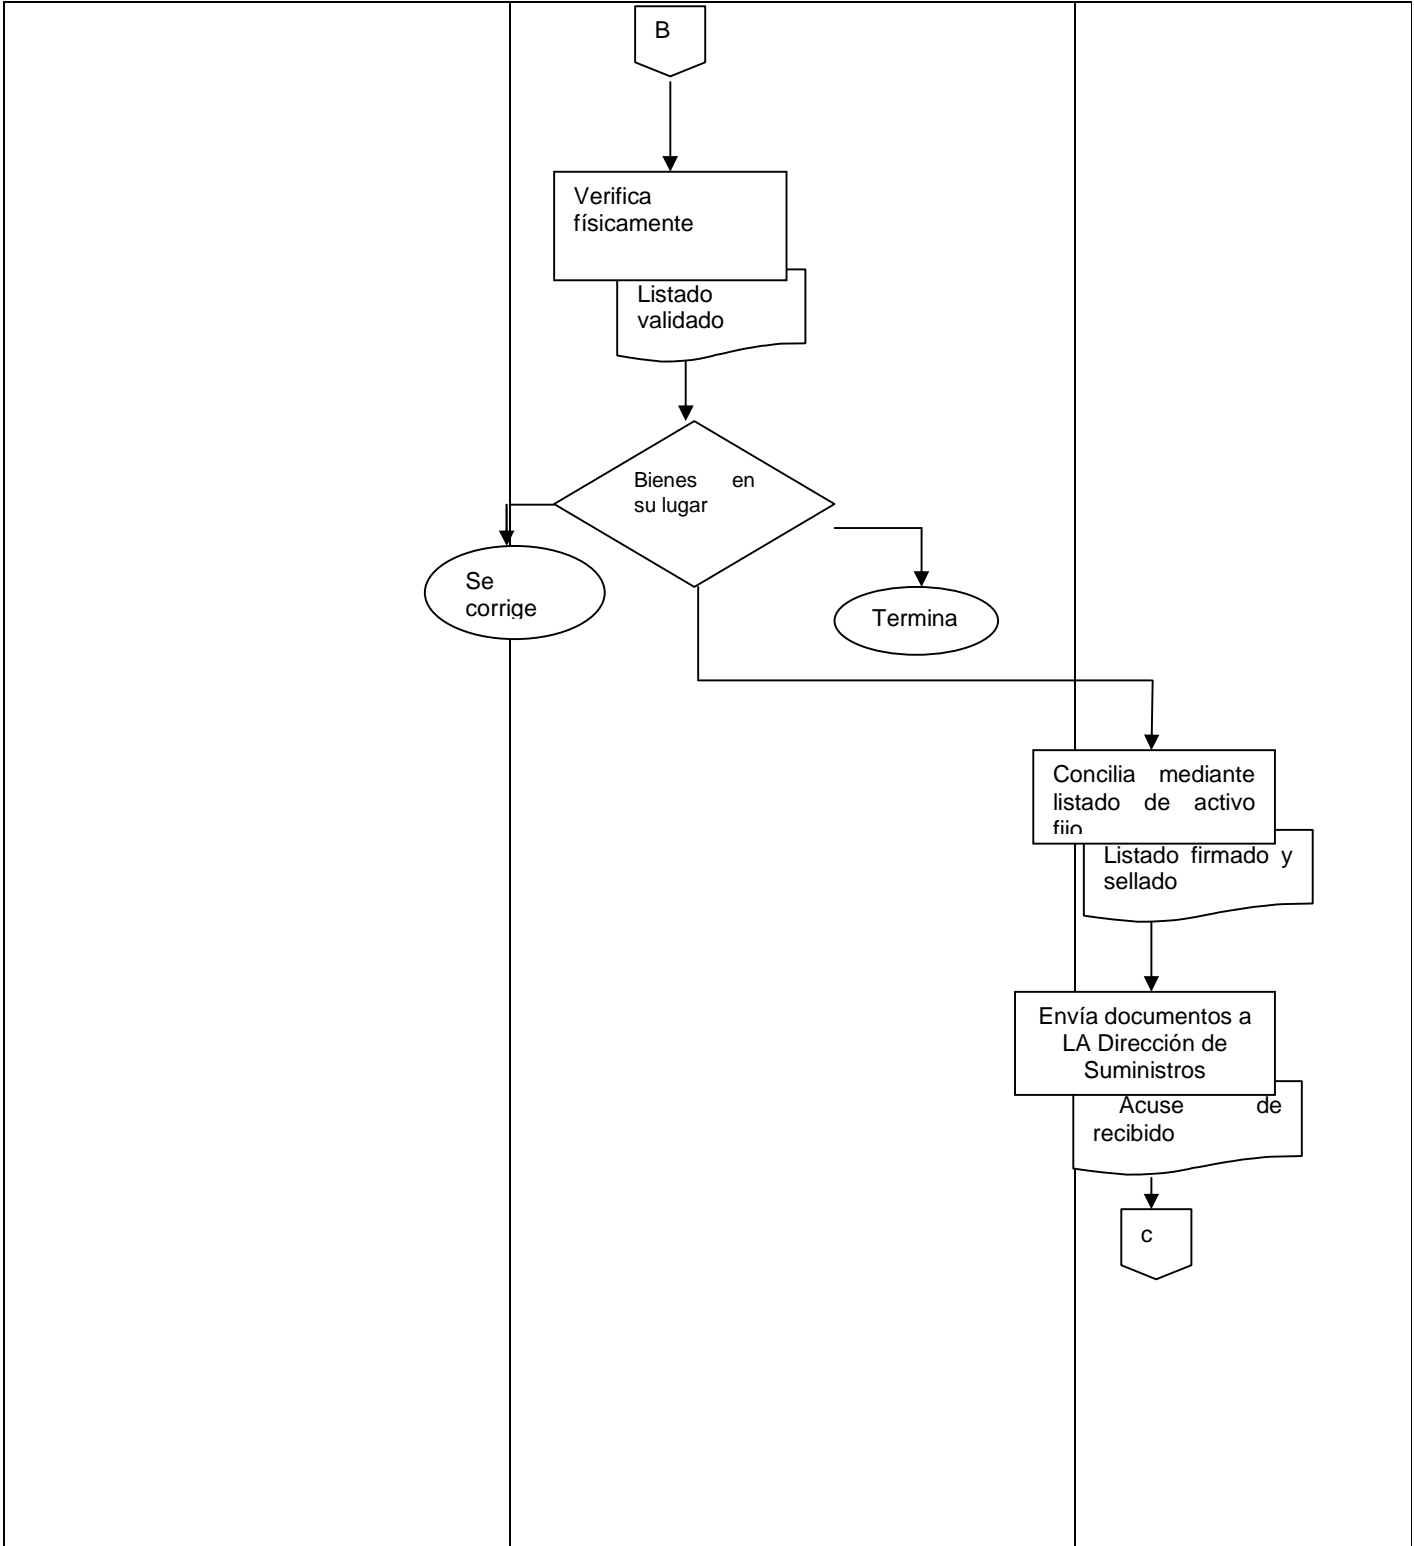 B
Verifica
físicamente
Listado
validado
Bienes en
su lugar
Se
corrige
Termina
Concilia mediante
listado de activo
fijo
Listado firmado y
sellado
Envía documentos a
LA Dirección de
Suministros
Acuse de
recibido
c